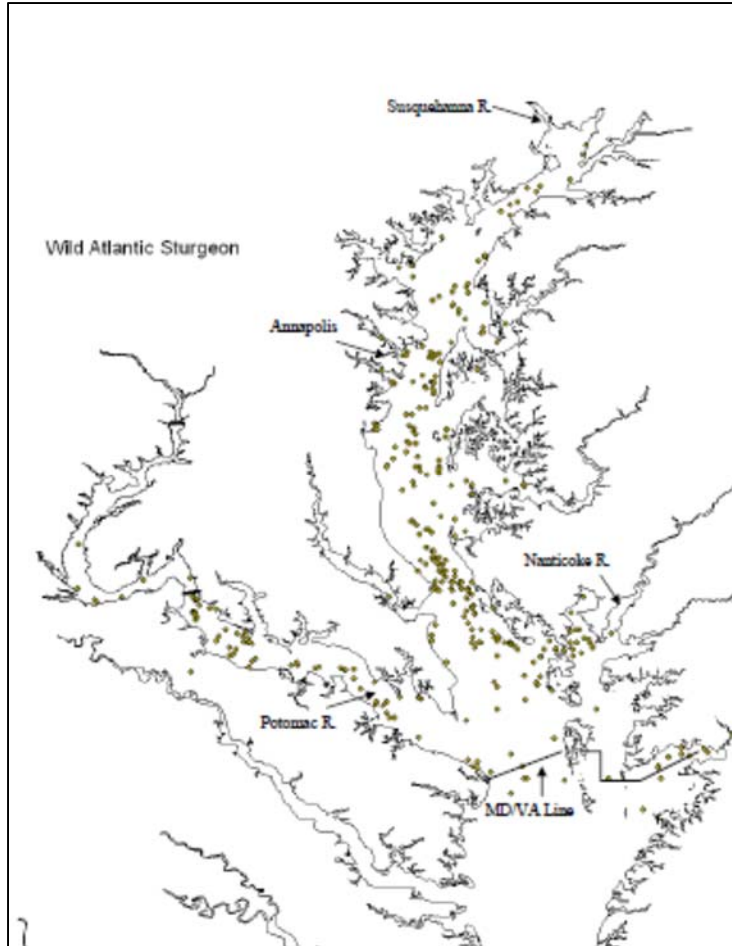 Susquehanna R.
Wild Atlantic Sturgeon
Annapolis
Nanticoke R.
Potomac R.
MD/VA Line